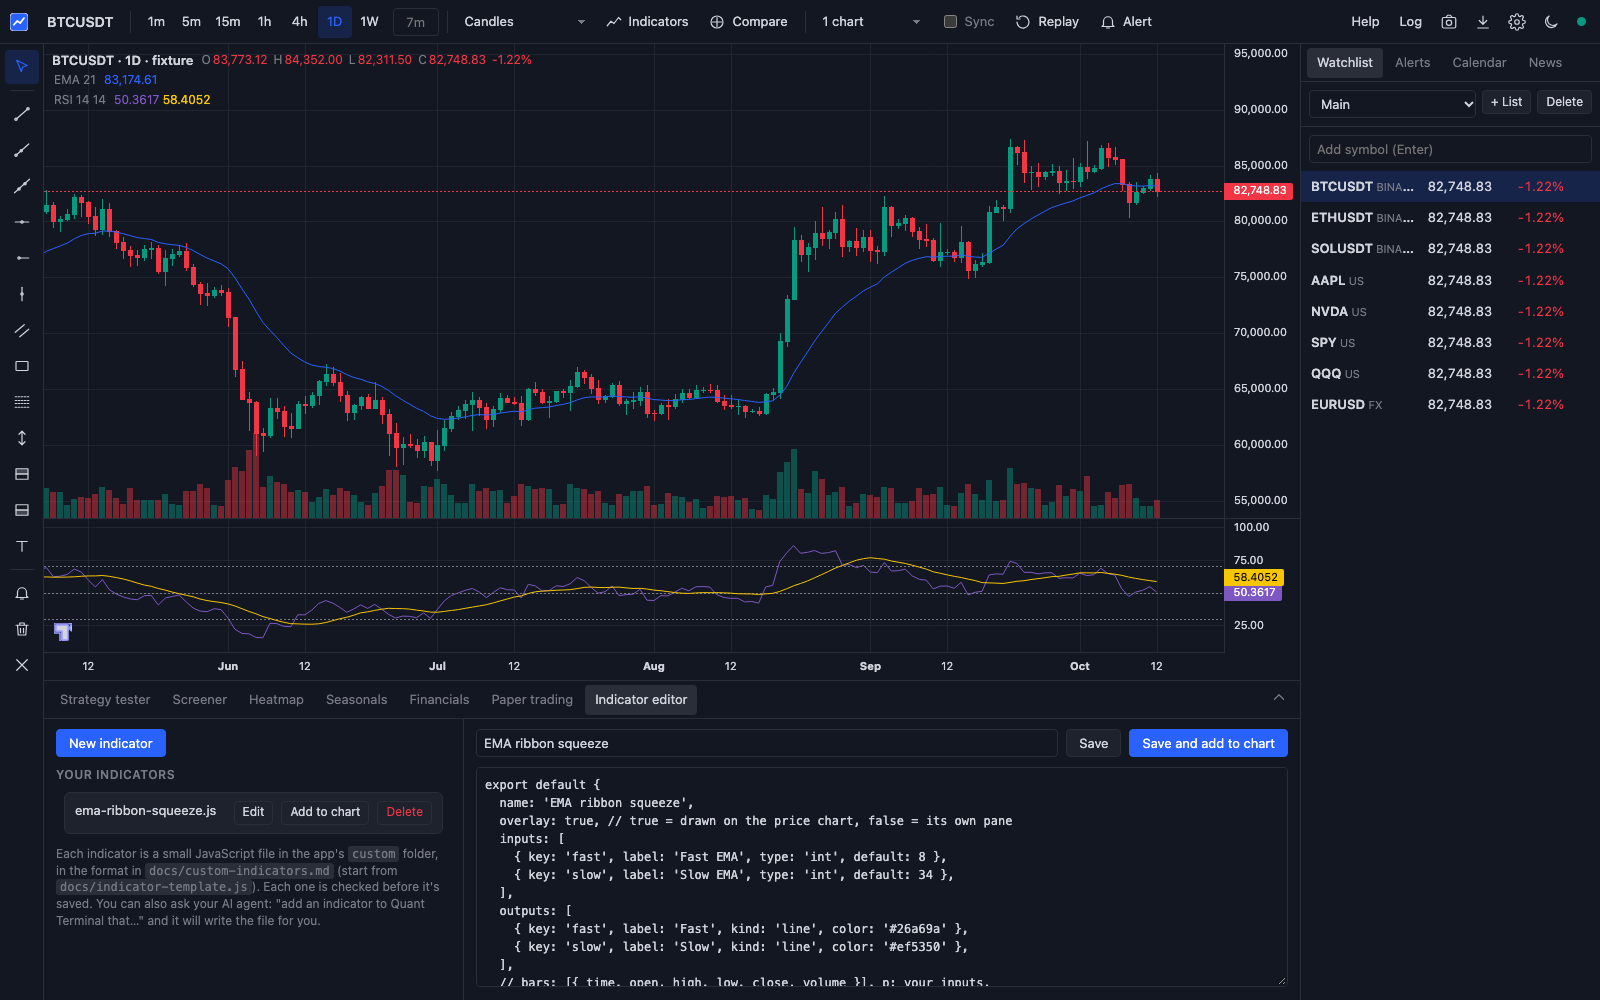 BTCUSDT 1m 5m 15m 1h 4h 1D 1W 7m Candles Indicators Compare 1 chart Sync Replay Alert Help Log
BTCUSDT · 1D · fixture O83,773.12 H84,352.00 L82,311.50 C82,748.83 -1.22%
EMA 21 83,174.61
RSI 14 14 50.3617 58.4052
95,000.00
90,000.00
85,000.00
82,748.83
80,000.00
75,000.00
70,000.00
65,000.00
60,000.00
55,000.00
100.00
75.00
58.4052
50.3617
25.00
12 Jun 12 Jul 12 Aug 12 Sep 12 Oct 12
Watchlist Alerts Calendar News
Main + List Delete
Add symbol (Enter)
BTCUSDT BINA... 82,748.83 -1.22%
ETHUSDT BINA... 82,748.83 -1.22%
SOLUSDT BINA... 82,748.83 -1.22%
AAPL US 82,748.83 -1.22%
NVDA US 82,748.83 -1.22%
SPY US 82,748.83 -1.22%
QQQ US 82,748.83 -1.22%
EURUSD FX 82,748.83 -1.22%
Strategy tester Screener Heatmap Seasonals Financials Paper trading Indicator editor
New indicator
YOUR INDICATORS
ema-ribbon-squeeze.js Edit Add to chart Delete
Each indicator is a small JavaScript file in the app's custom folder,
in the format in docs/custom-indicators.md (start from
docs/indicator-template.js). Each one is checked before it's
saved. You can also ask your AI agent: "add an indicator to Quant
Terminal that..." and it will write the file for you.
EMA ribbon squeeze Save Save and add to chart
export default {
name: 'EMA ribbon squeeze',
overlay: true, // true = drawn on the price chart, false = its own pane
inputs: [
{ key: 'fast', label: 'Fast EMA', type: 'int', default: 8 },
{ key: 'slow', label: 'Slow EMA', type: 'int', default: 34 },
],
outputs: [
{ key: 'fast', label: 'Fast', kind: 'line', color: '#26a69a' },
{ key: 'slow', label: 'Slow', kind: 'line', color: '#ef5350' },
],
// bars: [{ time, open, high, low, close, volume }], p: your inputs.